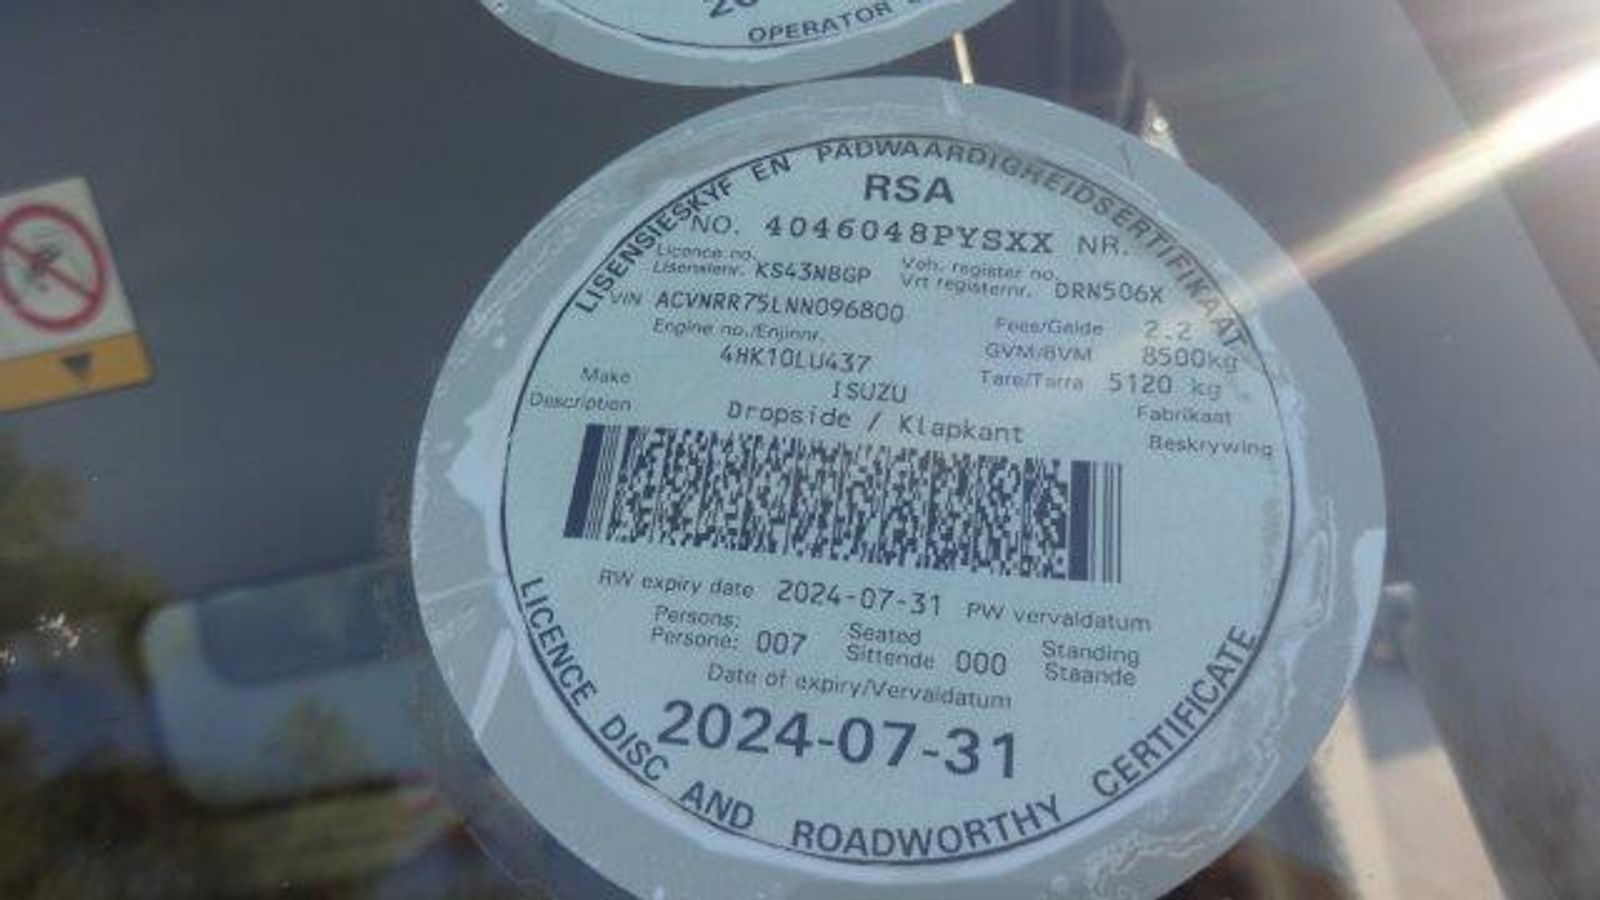 OPERATOR
LISENSIESKYF EN PADWAARDIGHEIDSERTIFIKAAT
RSA
NO. 4046048PYSXX NR.
Licence no. Veh. register no.
Lisensienr. KS43NBGP Vrt registernr. DRN506X
VIN ACVNRR75LNN096800
Fees/Gelde 2.2
Engine no./Enjinnr. GVM/BVM 8500kg
4HK1OLU437 Tare/Tarra 5120 kg
Make ISUZU Fabrikaat
Description Dropside / Klapkant Beskrywing
RW expiry date 2024-07-31 PW vervaldatum
Persons: Seated Standing
Persone: 007 Sittende 000 Staande
Date of expiry/Vervaldatum
2024-07-31
LICENCE DISC AND ROADWORTHY CERTIFICATE